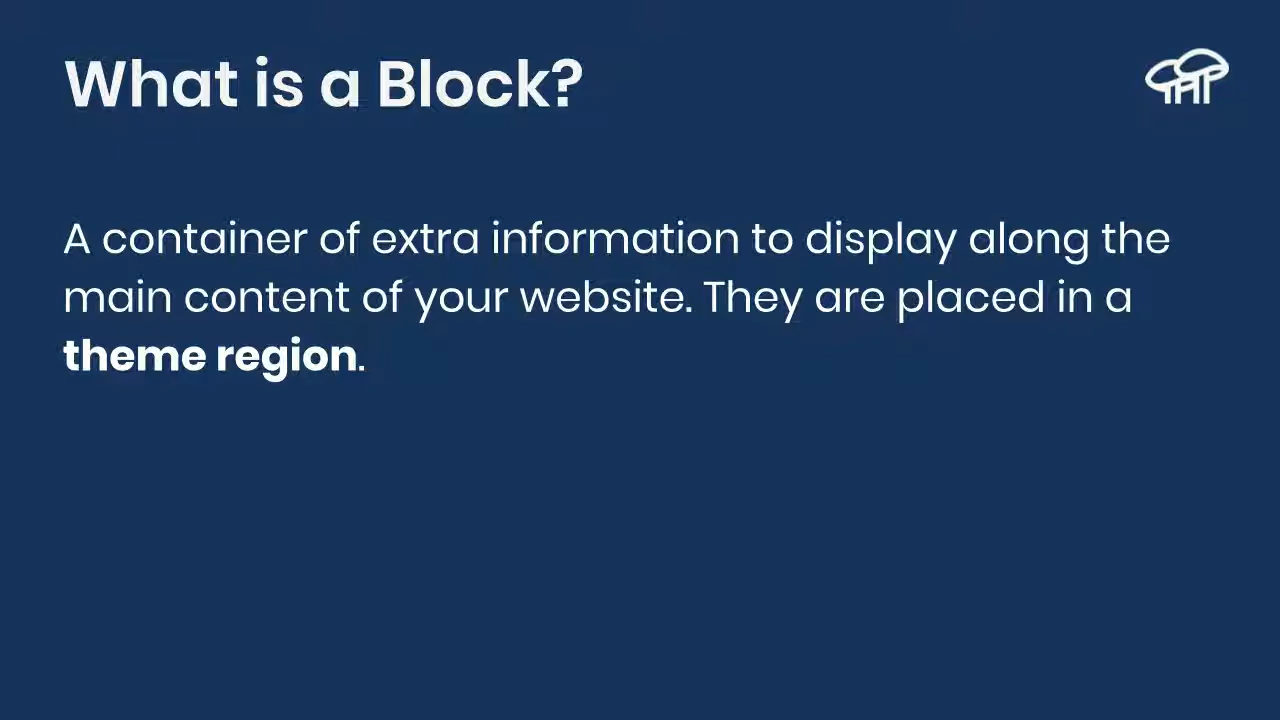 What is a Block?
A container of extra information to display along the
main content of your website. They are placed in a
theme region.